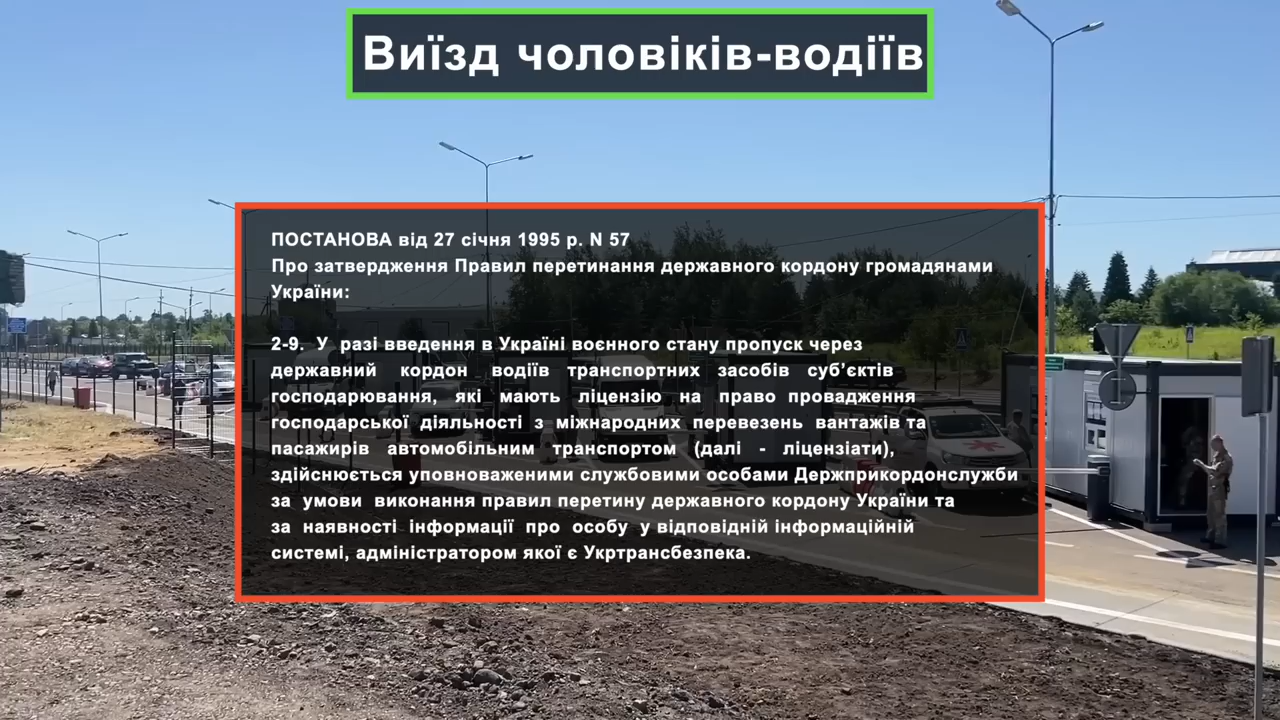 Виїзд чоловіків-водіїв
ПОСТАНОВА від 27 січня 1995 р. N 57
Про затвердження Правил перетинання державного кордону громадянами
України:
2-9. У разі введення в Україні воєнного стану пропуск через
державний кордон водіїв транспортних засобів суб’єктів
господарювання, які мають ліцензію на право провадження
господарської діяльності з міжнародних перевезень вантажів та
пасажирів автомобільним транспортом (далі - ліцензіати),
здійснюється уповноваженими службовими особами Держприкордонслужби
за умови виконання правил перетину державного кордону України та
за наявності інформації про особу у відповідній інформаційній
системі, адміністратором якої є Укртрансбезпека.